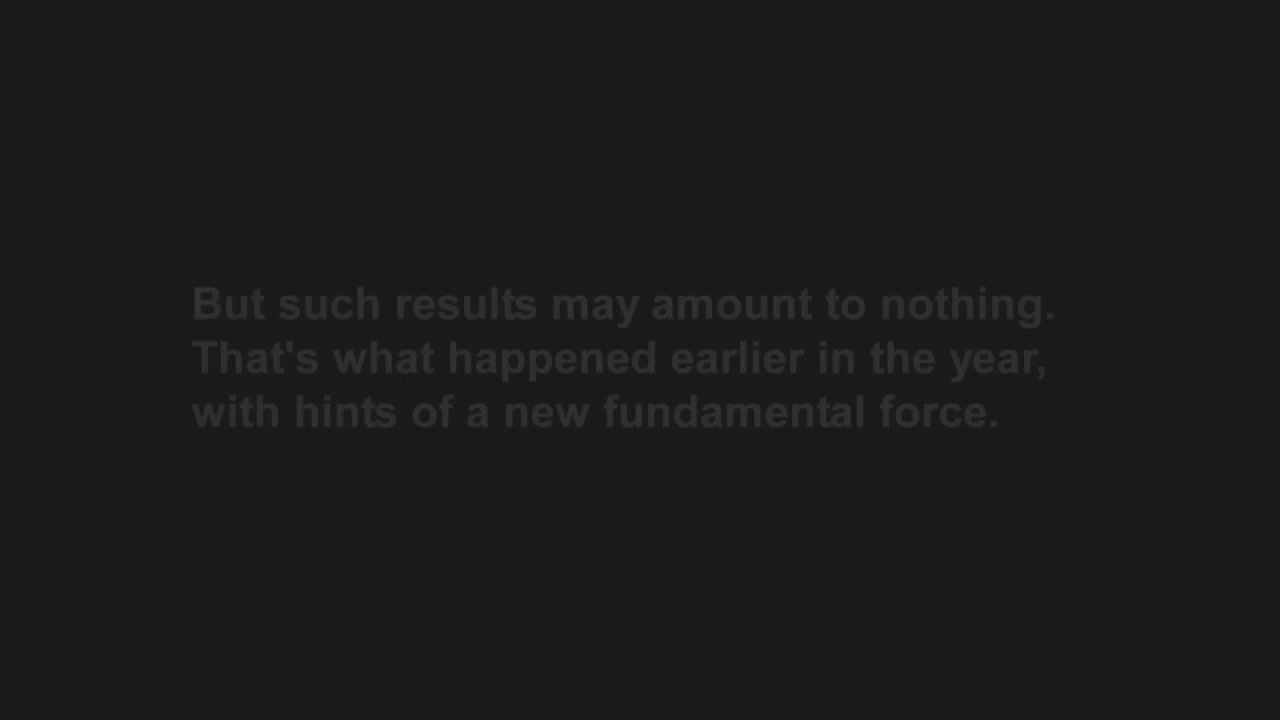 But such results may amount to nothing.
That's what happened earlier in the year,
with hints of a new fundamental force.